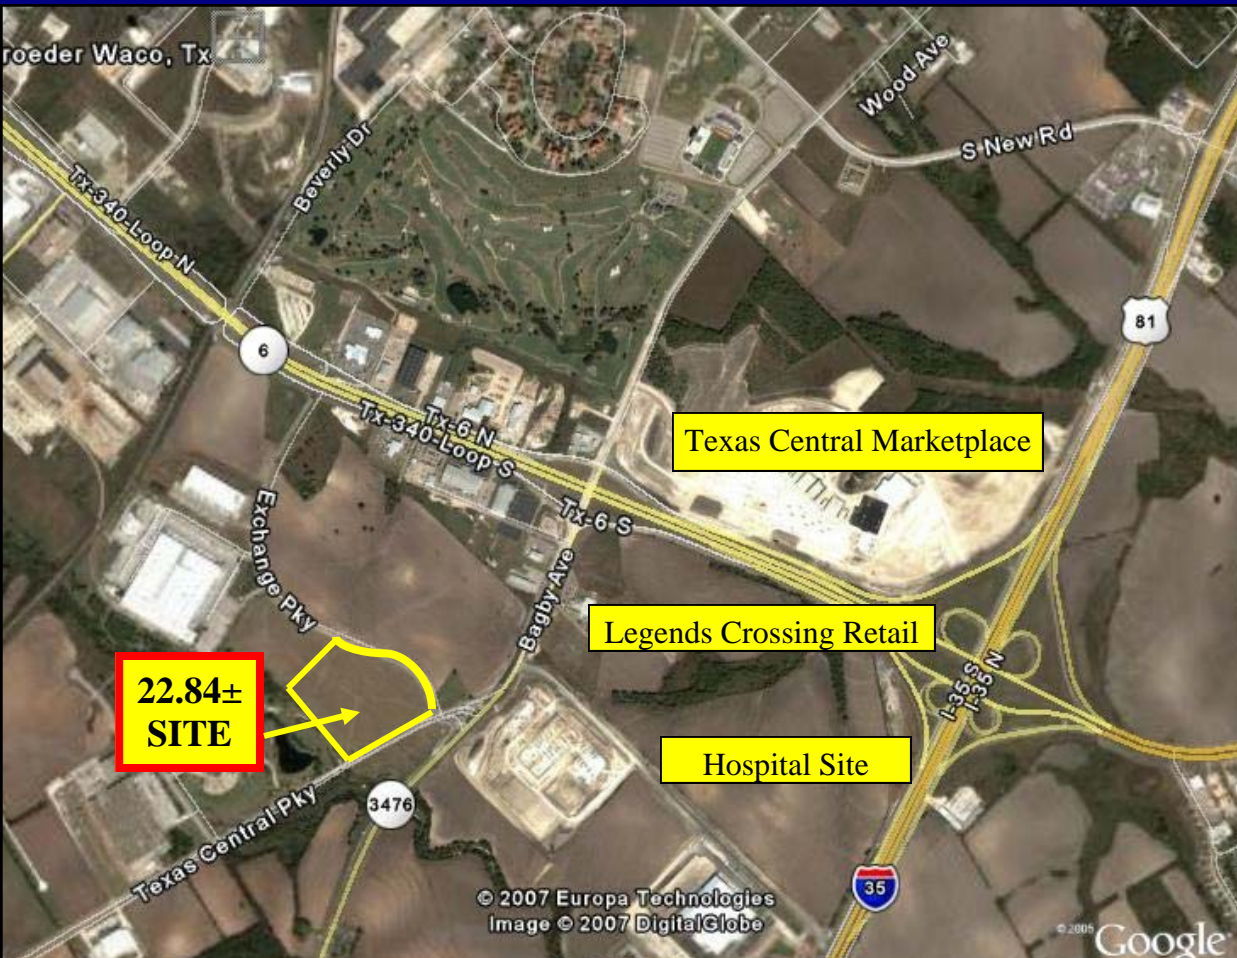 roeder Waco, Tx
Wood Ave
S New Rd
Beverly Dr
Tx-340-Loop-N
81
6
Texas Central Marketplace
Tx-6-N
Tx-340-Loop-S
Tx-6-S
Exchange Pky
Bagby Ave
Legends Crossing Retail
I-35 S
I-35 N
22.84±
SITE
Hospital Site
3476
Texas Central Pky
35
© 2007 Europa Technologies
Image © 2007 DigitalGlobe
© 2005 Google